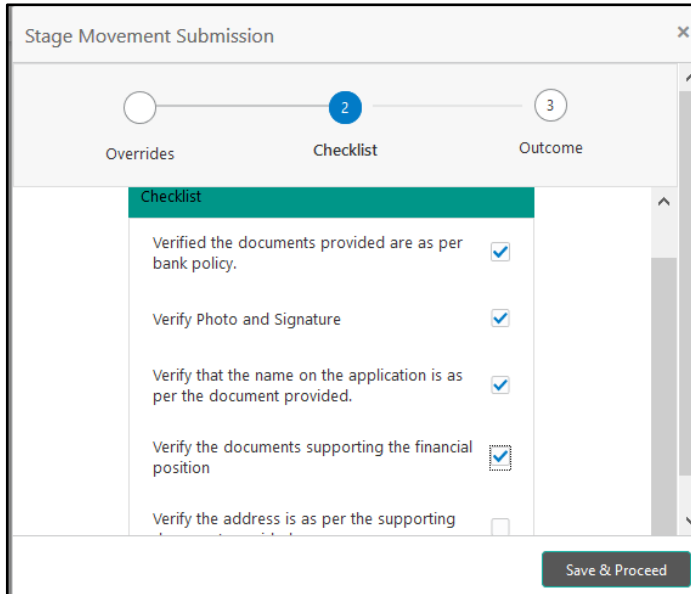 Stage Movement Submission
2
3
Overrides
Checklist
Outcome
Checklist
Verified the documents provided are as per
bank policy.
Verify Photo and Signature
Verify that the name on the application is as
per the document provided.
Verify the documents supporting the financial
position
Verify the address is as per the supporting
Save & Proceed